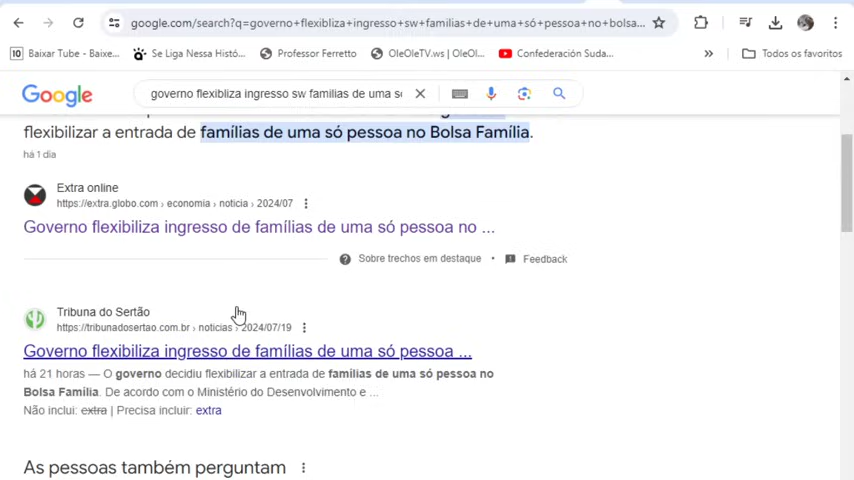 google.com/search?q=governo+flexibliza+ingresso+sw+familias+de+uma+só+pessoa+no+bolsa...
Baixar Tube - Baixe...
Se Liga Nessa Histó...
Professor Ferretto
OleOleTV.ws | OleOl...
Confederación Suda...
»
Todos os favoritos
Google
governo flexibliza ingresso sw familias de uma só
flexibilizar a entrada de famílias de uma só pessoa no Bolsa Família.
há 1 dia
Extra online
https://extra.globo.com › economia › noticia › 2024/07
Governo flexibiliza ingresso de famílias de uma só pessoa no ...
Sobre trechos em destaque • Feedback
Tribuna do Sertão
https://tribunadosertao.com.br › noticias › 2024/07/19
Governo flexibiliza ingresso de famílias de uma só pessoa ...
há 21 horas — O governo decidiu flexibilizar a entrada de famílias de uma só pessoa no
Bolsa Família. De acordo com o Ministério do Desenvolvimento e ...
Não inclui: extra | Precisa incluir: extra
As pessoas também perguntam